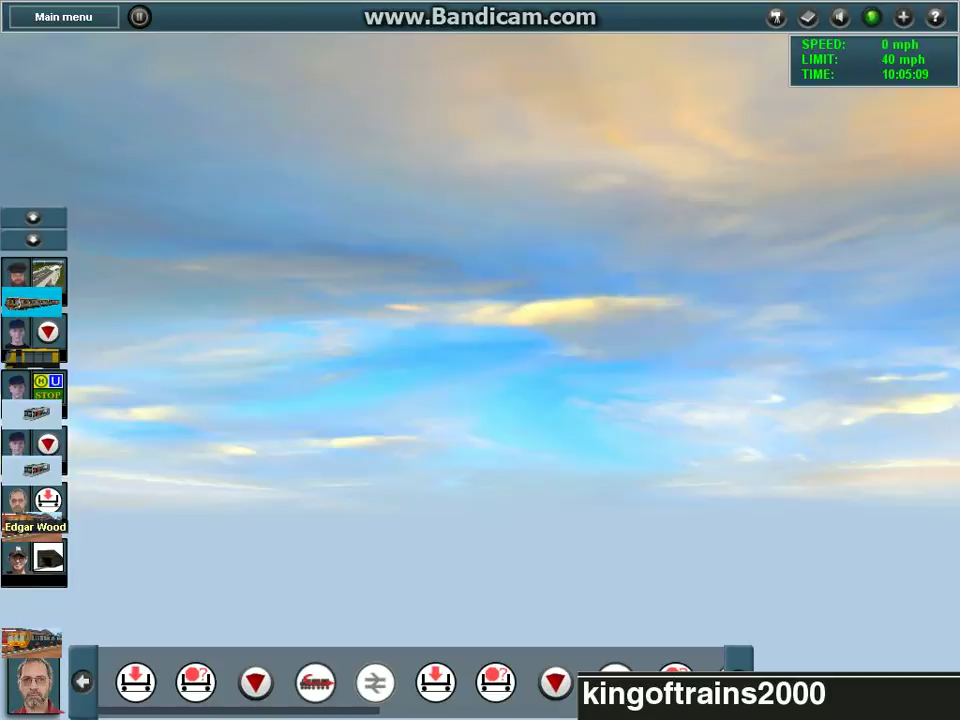 Main menu
www.Bandicam.com
?
SPEED: 0 mph
LIMIT: 40 mph
TIME: 10:05:09
H U
STOP
Edgar Wood
?
?
kingoftrains2000